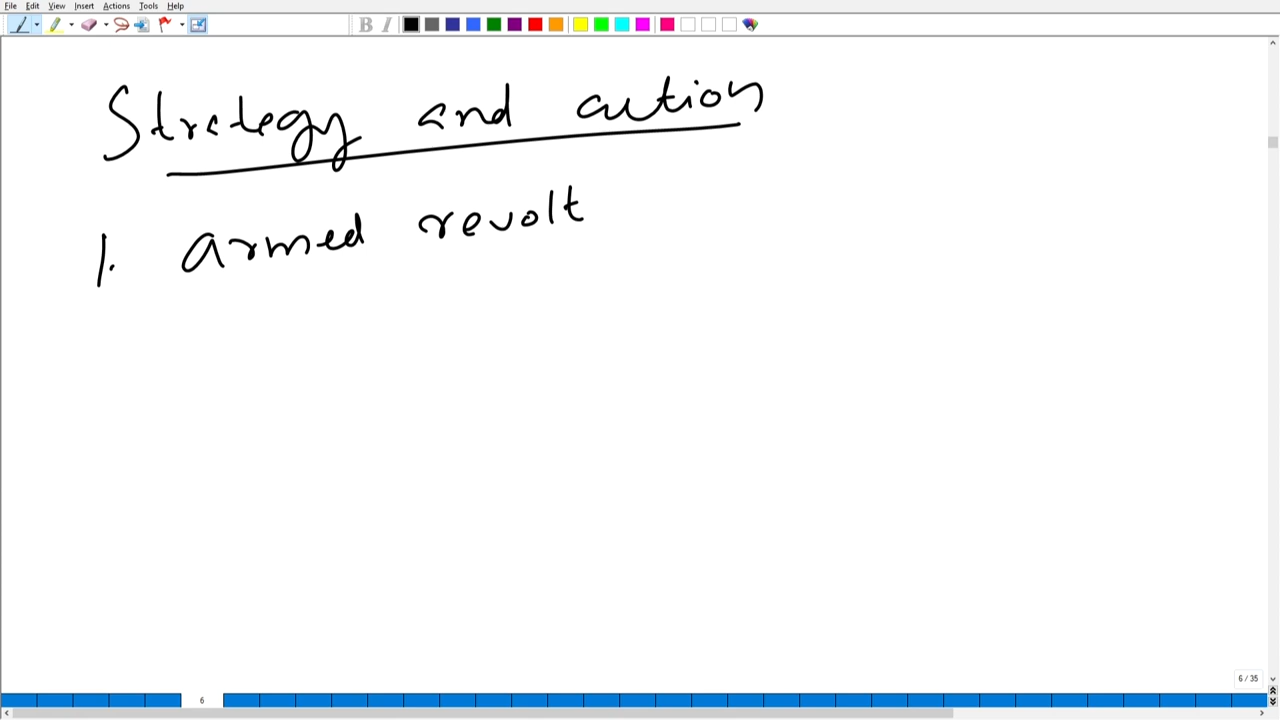 File Edit View Insert Actions Tools Help
B I
Strategy and action
1. armed revolt
6 / 35
6